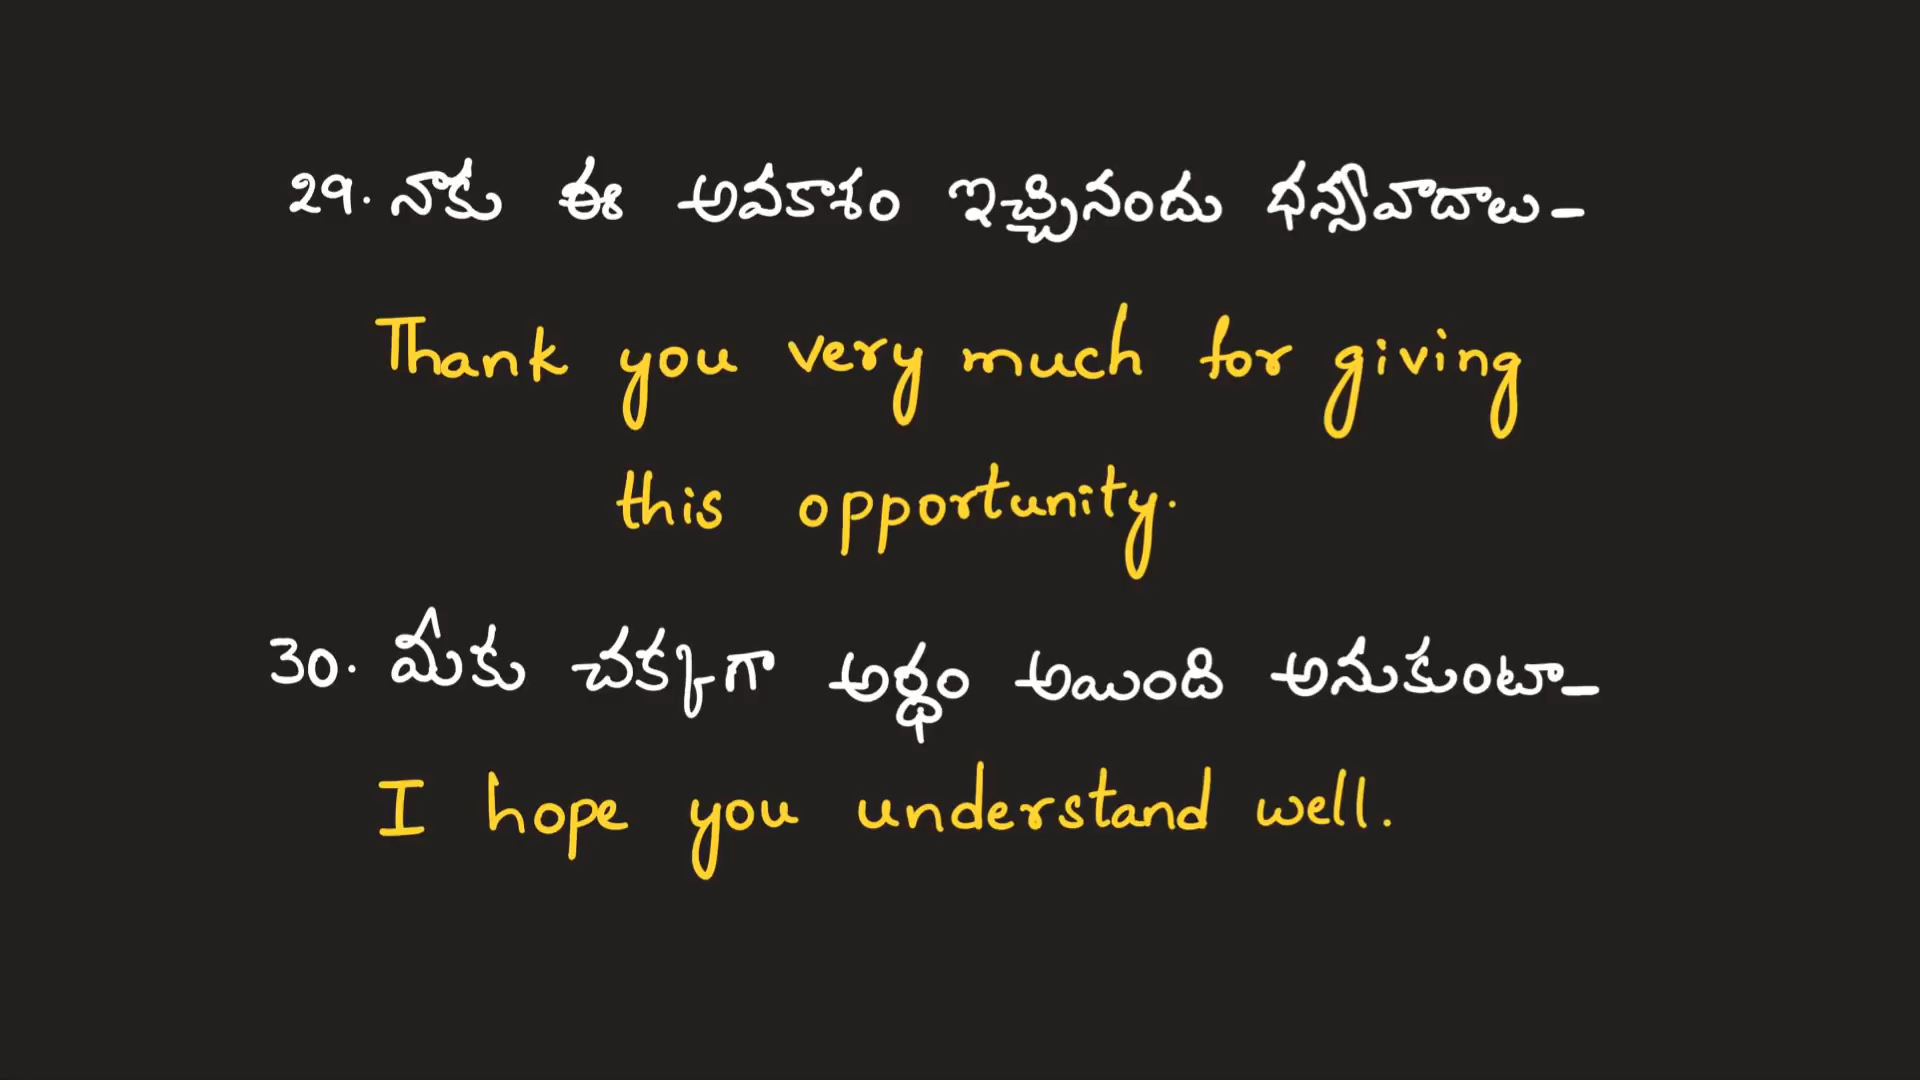 29. నాకు ఈ అవకాశం ఇచ్చినందు ధన్యవాదాలు -
Thank you very much for giving
this opportunity.
30. మీకు చక్కగా అర్థం అయింది అనుకుంటా -
I hope you understand well.